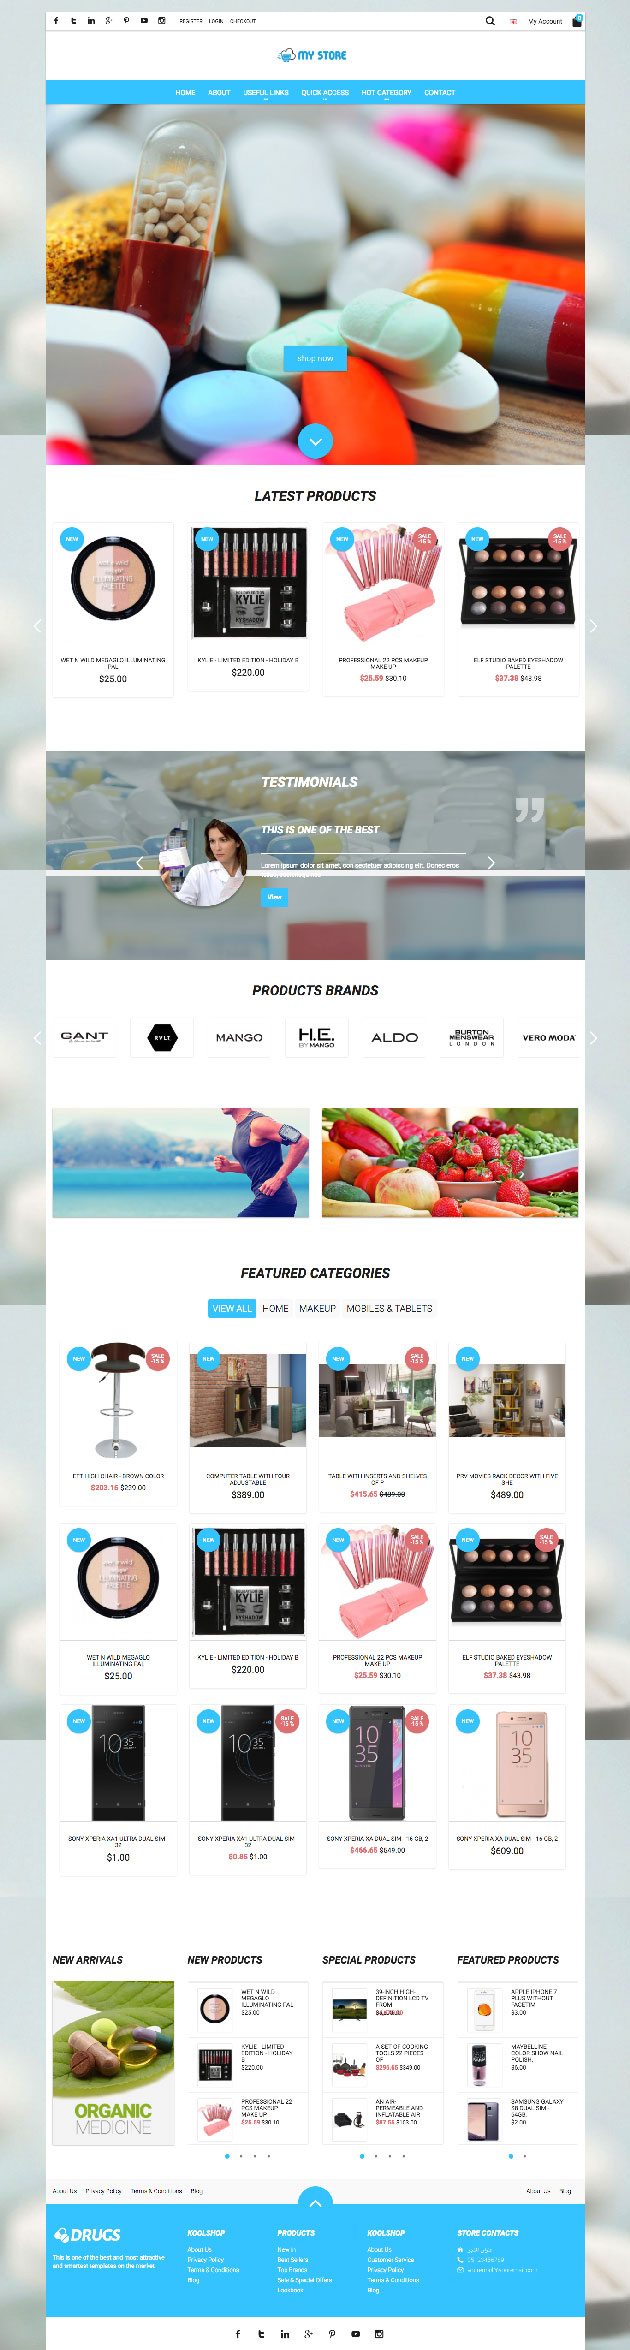 REGISTER LOGIN CHECKOUT
My Account
0
MY STORE
HOME ABOUT USEFUL LINKS QUICK ACCESS HOT CATEGORY CONTACT
shop now
LATEST PRODUCTS
NEW
NEW
NEW
SALE
-15 %
NEW
SALE
-15 %
WET N WILD MEGAGLO ILLUMINATING
PAL
$25.00
KYLIE - LIMITED EDITION - HOLIDAY E
$220.00
PROFESSIONAL 22 PCS MAKEUP
MAKE UP
$25.59 $30.10
ELF STUDIO BAKED EYESHADOW
PALETTE
$37.38 $43.98
TESTIMONIALS
THIS IS ONE OF THE BEST
Lorem ipsum dolor sit amet, consectetuer adipiscing elit. Donec eros
View
PRODUCTS BRANDS
GANT
RVLT
MANGO
H.E.
BY MANGO
ALDO
BURTON
MENSWEAR
LONDON
VERO MODA
FEATURED CATEGORIES
VIEW ALL HOME MAKEUP MOBILES & TABLETS
NEW
SALE
-15 %
NEW
NEW
SALE
-15 %
NEW
EFT HIGH CHAIR - BROWN COLOR
$203.15 $239.00
COMPUTER TABLE WITH FOUR
ADJUSTABLE
$389.00
TABLE WITH INSERTS AND SHELVES
OF P
$415.65 $489.00
PRV MOVIES RACK DECOR WITH FIVE
SHE
$489.00
NEW
NEW
NEW
SALE
-15 %
NEW
SALE
-15 %
WET N WILD MEGAGLO
ILLUMINATING PAL
$25.00
KYLIE - LIMITED EDITION - HOLIDAY E
$220.00
PROFESSIONAL 22 PCS MAKEUP
MAKE UP
$25.59 $30.10
ELF STUDIO BAKED EYESHADOW
PALETTE
$37.38 $43.98
NEW
NEW
SALE
-15 %
NEW
SALE
-15 %
NEW
SONY XPERIA XA1 ULTRA DUAL SIM -
32
$1.00
SONY XPERIA XA1 ULTRA DUAL SIM -
32
$0.85 $1.00
SONY XPERIA XA DUAL SIM - 16 GB, 2
$466.65 $549.00
SONY XPERIA XA DUAL SIM - 16 GB, 2
$609.00
NEW ARRIVALS
ORGANIC
MEDICINE
NEW PRODUCTS
WET N WILD
MEGAGLO
ILLUMINATING PAL
$25.00
KYLIE - LIMITED
EDITION - HOLIDAY
E
$220.00
PROFESSIONAL 22
PCS MAKEUP
MAKE UP
$25.59 $30.10
SPECIAL PRODUCTS
39-INCH HIGH-
DEFINITION LCD TV
FROM
A SET OF COOKING
TOOLS 22 PIECES
OF
$296.65 $349.00
AN AIR-
PERMEABLE AND
INFLATABLE AIR
$87.55 $103.00
FEATURED PRODUCTS
APPLE IPHONE 7
PLUS WITHOUT
FACETIM
$3.00
MAYBELLINE
COLOR SHOW NAIL
POLISH,
$6.00
SAMSUNG GALAXY
S8 DUAL SIM -
64GB,
$2.00
About Us Privacy Policy Terms & Conditions Blog
About Us Blog
DRUGS
This is one of the best and most attractive
and smartest templates on the market
KOOLSHOP
About Us
Privacy Policy
Terms & Conditions
Blog
PRODUCTS
New in
Best Sellers
Top Brands
Sale & Special Offers
Lookbook
KOOLSHOP
About Us
Customer Service
Privacy Policy
Terms & Conditions
Blog
STORE CONTACTS